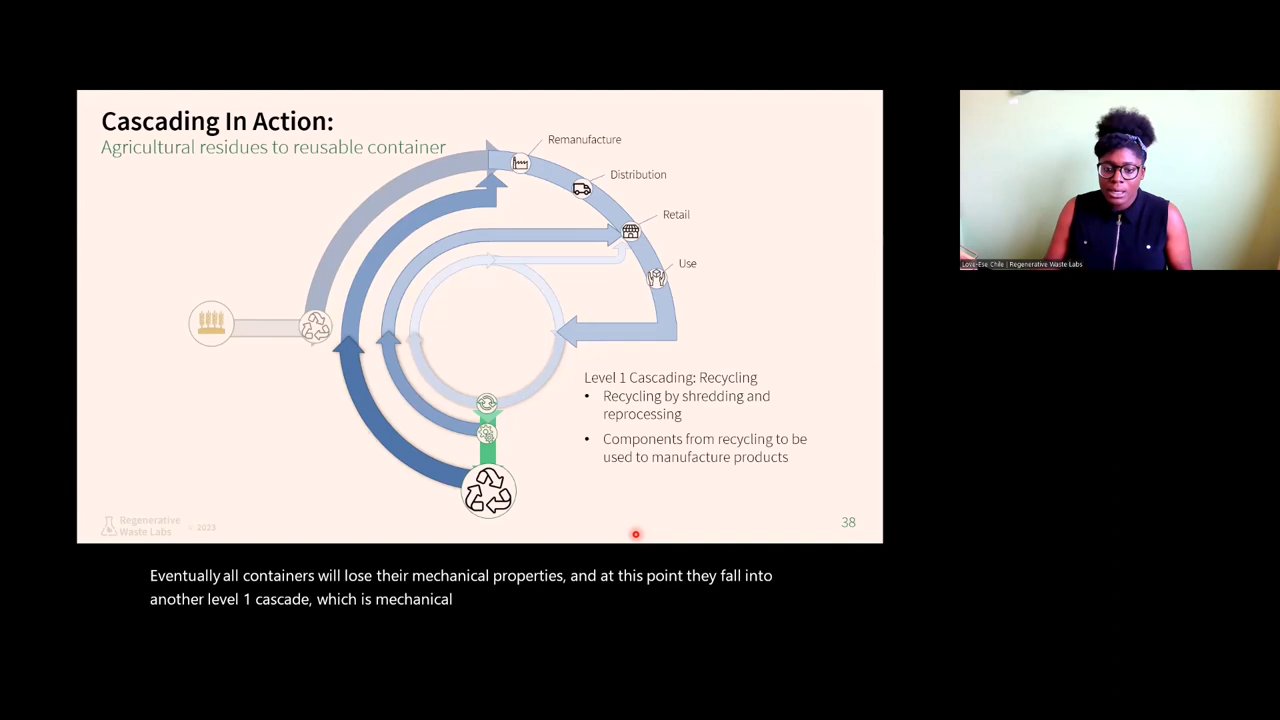 Cascading In Action:
Agricultural residues to reusable container
Remanufacture
Distribution
Retail
Use
Level 1 Cascading: Recycling
• Recycling by shredding and
reprocessing
• Components from recycling to be
used to manufacture products
Regenerative
Waste Labs
© 2023
38
Love-Ese Chile | Regenerative Waste Labs
Eventually all containers will lose their mechanical properties, and at this point they fall into
another level 1 cascade, which is mechanical